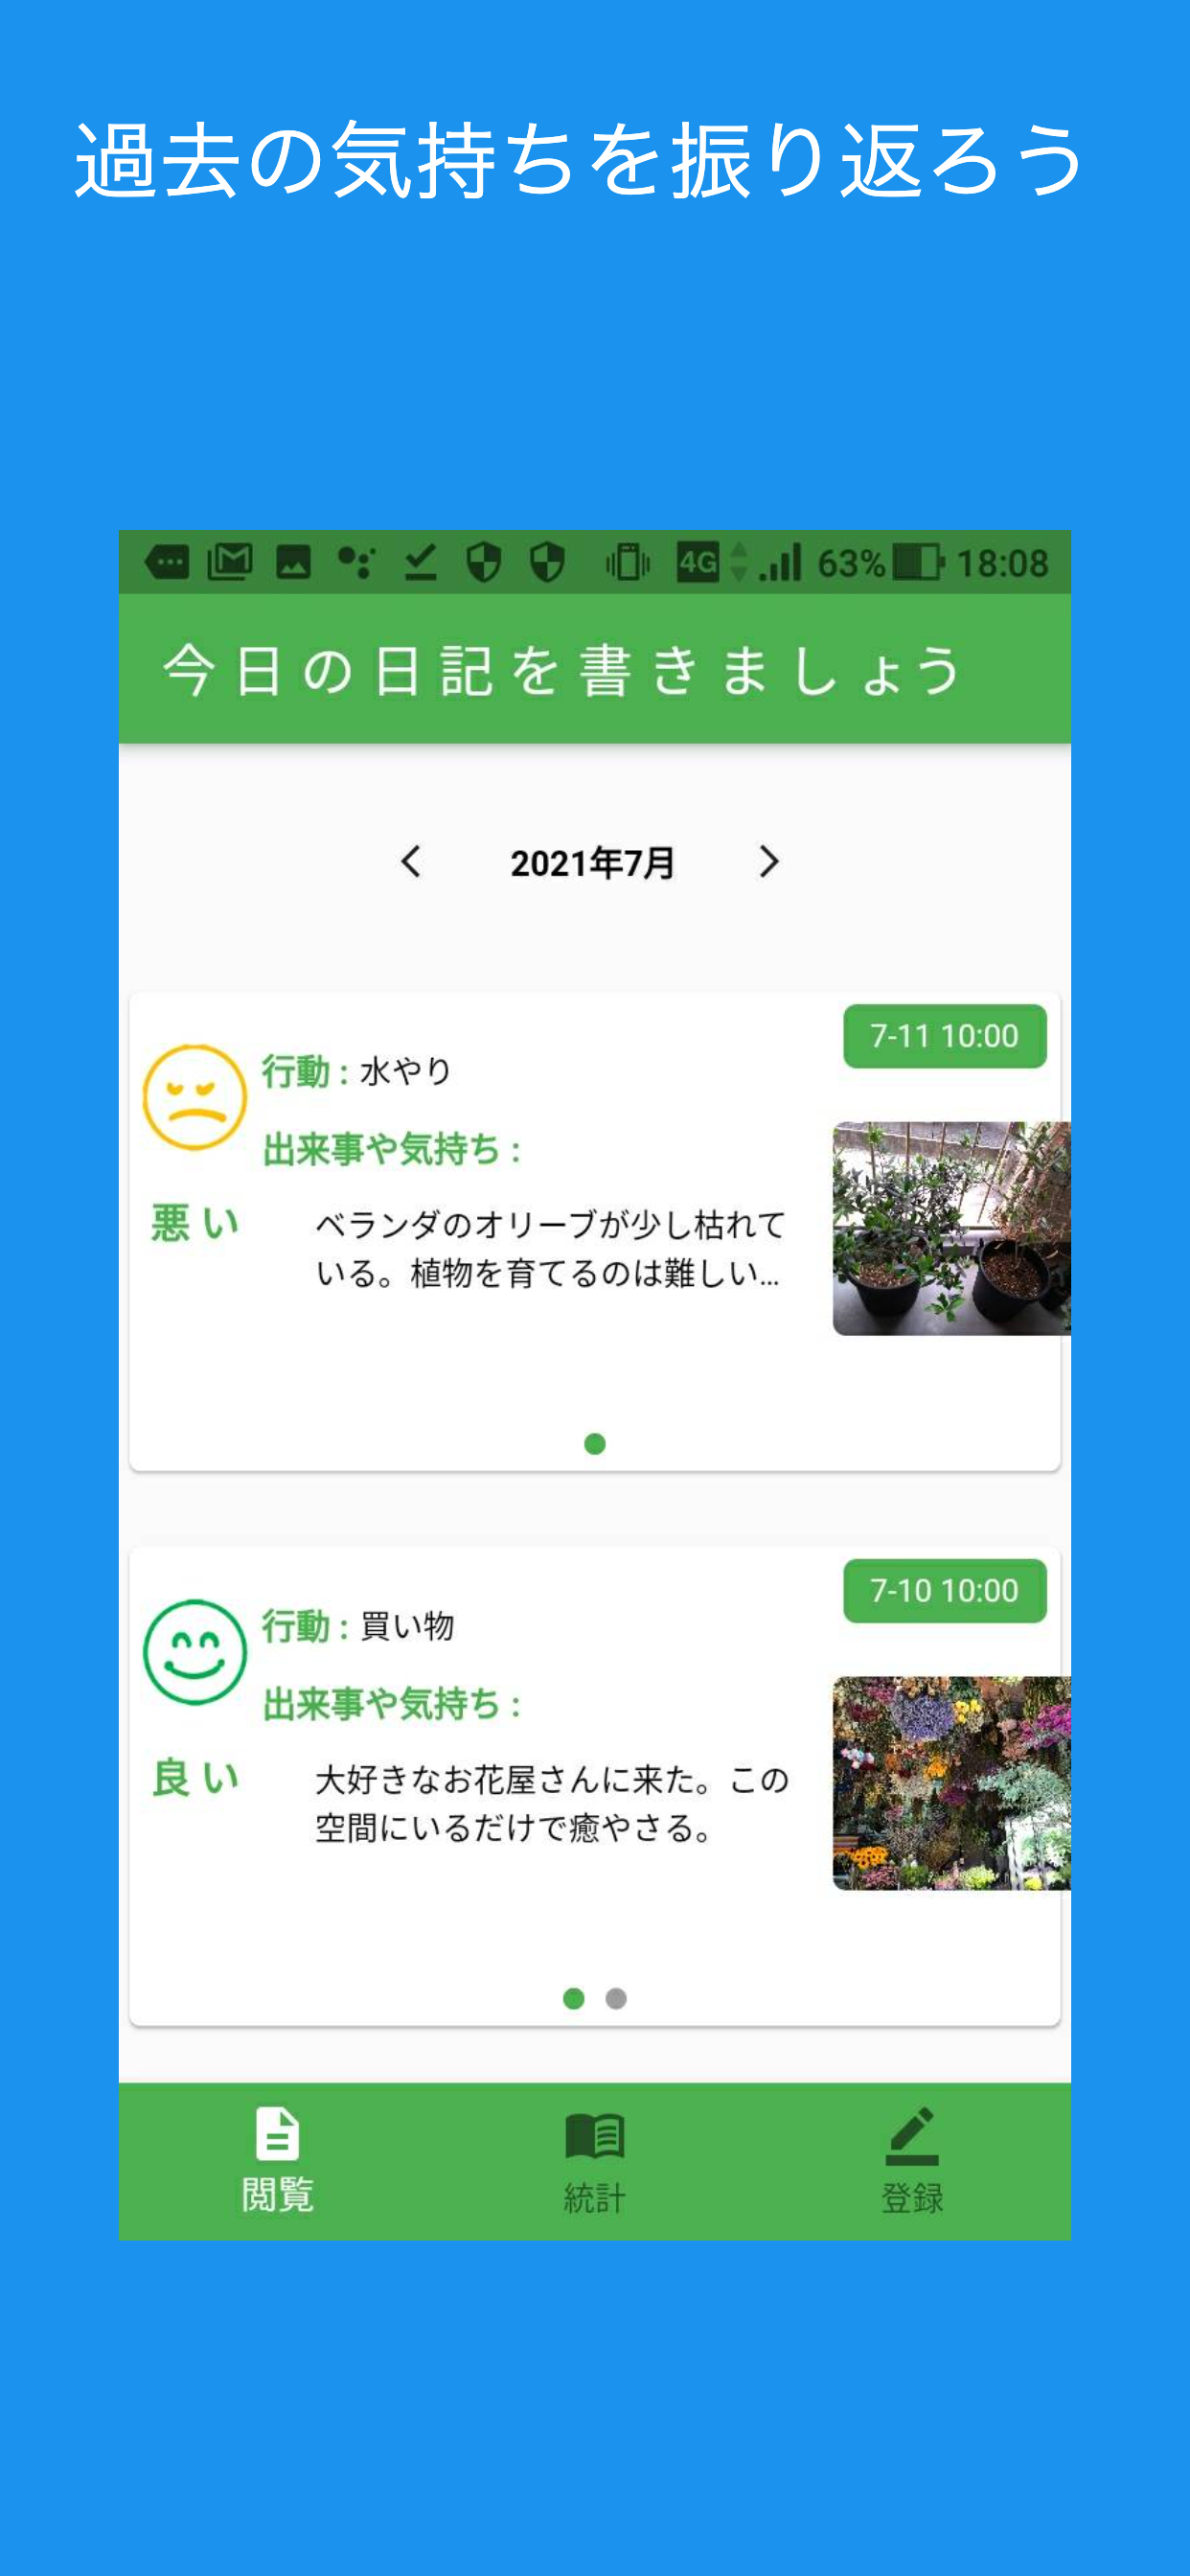 過去の気持ちを振り返ろう
4G 63% 18:08
今日の日記を書きましょう
2021年7月
7-11 10:00
行動 : 水やり
出来事や気持ち :
悪い
ベランダのオリーブが少し枯れて
いる。植物を育てるのは難しい...
7-10 10:00
行動 : 買い物
出来事や気持ち :
良い
大好きなお花屋さんに来た。この
空間にいるだけで癒やさる。
閲覧
統計
登録